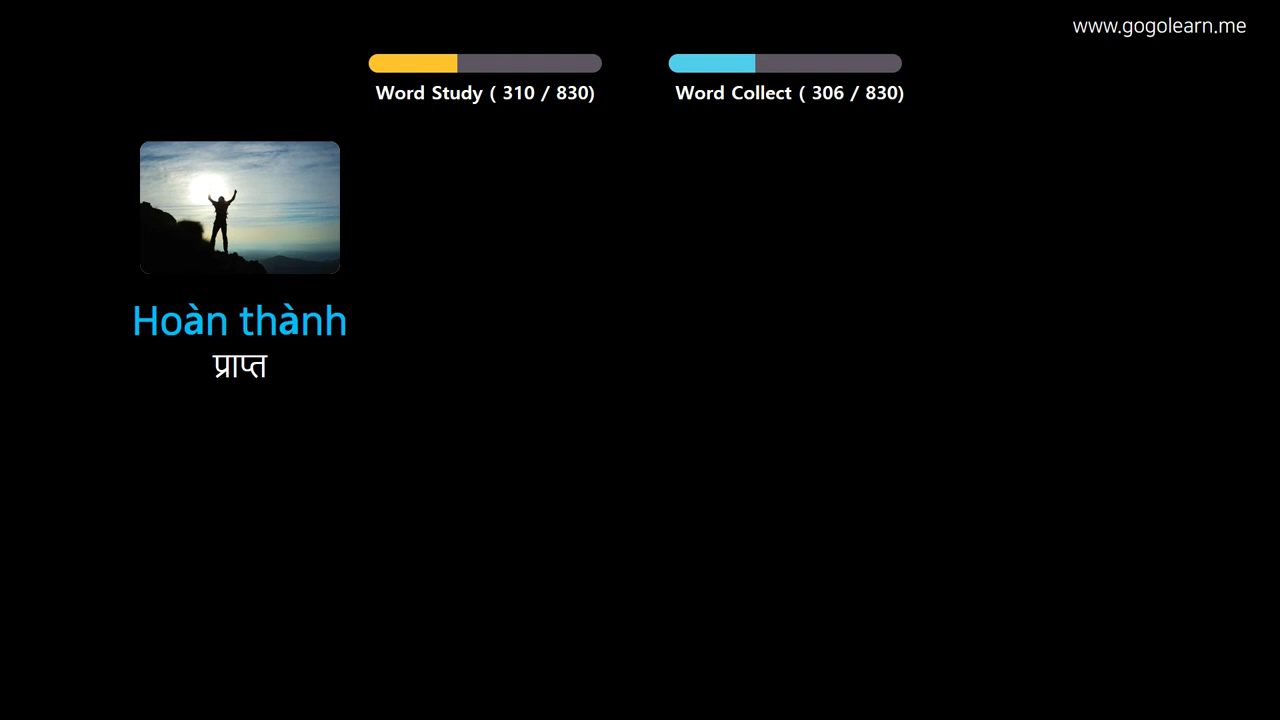 www.gogolearn.me
Word Study ( 310 / 830)
Word Collect ( 306 / 830)
Hoàn thành
प्राप्त